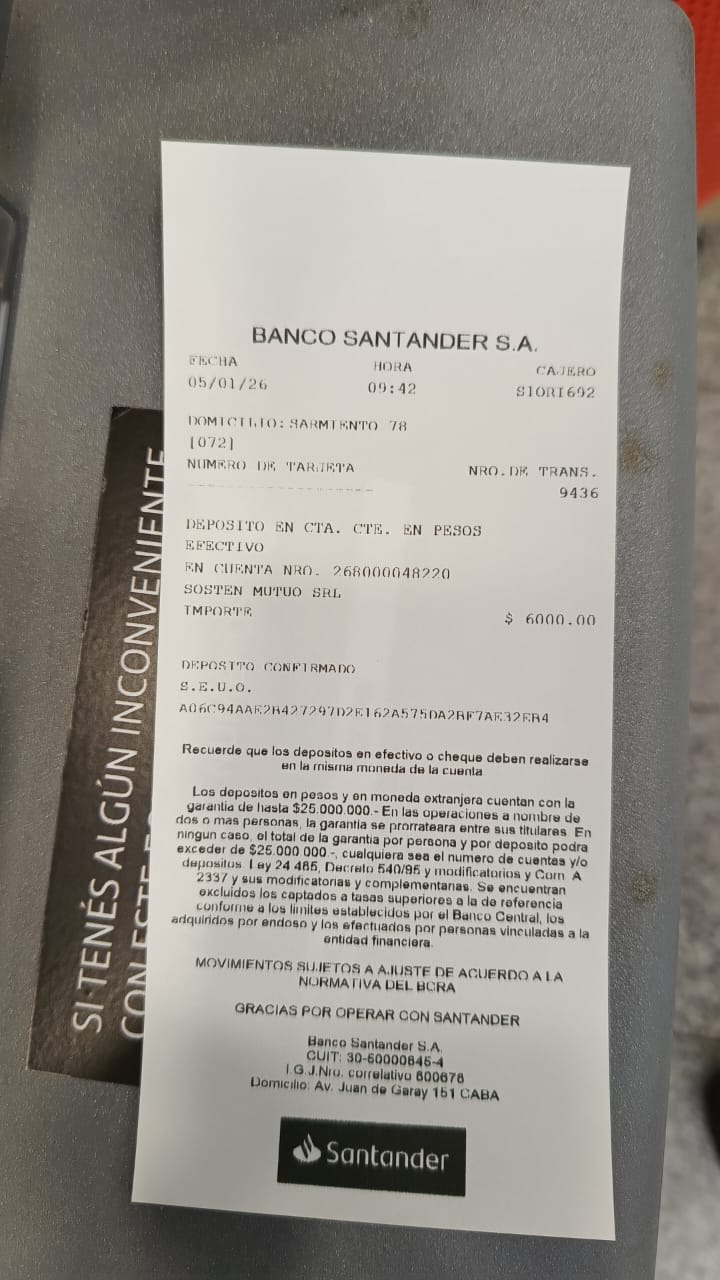 BANCO SANTANDER S.A.
FECHA HORA CAJERO
05/01/26 09:42 S1ORI692
DOMICILIO: SARMIENTO 78
[072]
NUMERO DE TARJETA NRO. DE TRANS.
9436
DEPOSITO EN CTA. CTE. EN PESOS
EFECTIVO
EN CUENTA NRO. 268000048220
SOSTEN MUTUO SRL
IMPORTE $ 6000.00
DEPOSITO CONFIRMADO
S.E.U.O.
A06C94AAE2B427297D2E162A575DA2BF7AE32EB4
Recuerde que los depositos en efectivo o cheque deben realizarse
en la misma moneda de la cuenta
Los depositos en pesos y en moneda extranjera cuentan con la
garantia de hasta $25.000.000.- En las operaciones a nombre de
dos o mas personas, la garantia se prorrateara entre sus titulares. En
ningun caso, el total de la garantia por persona y por deposito podra
exceder de $25.000.000.-, cualquiera sea el numero de cuentas y/o
depositos. Ley 24.485, Decreto 540/95 y modificatorios y Com. A
2337 y sus modificatorias y complementarias. Se encuentran
excluidos los captados a tasas superiores a la de referencia
conforme a los limites establecidos por el Banco Central, los
adquiridos por endoso y los efectuados por personas vinculadas a la
entidad financiera.
MOVIMIENTOS SUJETOS A AJUSTE DE ACUERDO A LA
NORMATIVA DEL BCRA
GRACIAS POR OPERAR CON SANTANDER
Banco Santander S.A.
CUIT: 30-50000845-4
I.G.J.Nro. correlativo 800678
Domicilio: Av. Juan de Garay 151 CABA
Santander
SI TENÉS ALGÚN INCONVENIENTE
CON ESTE